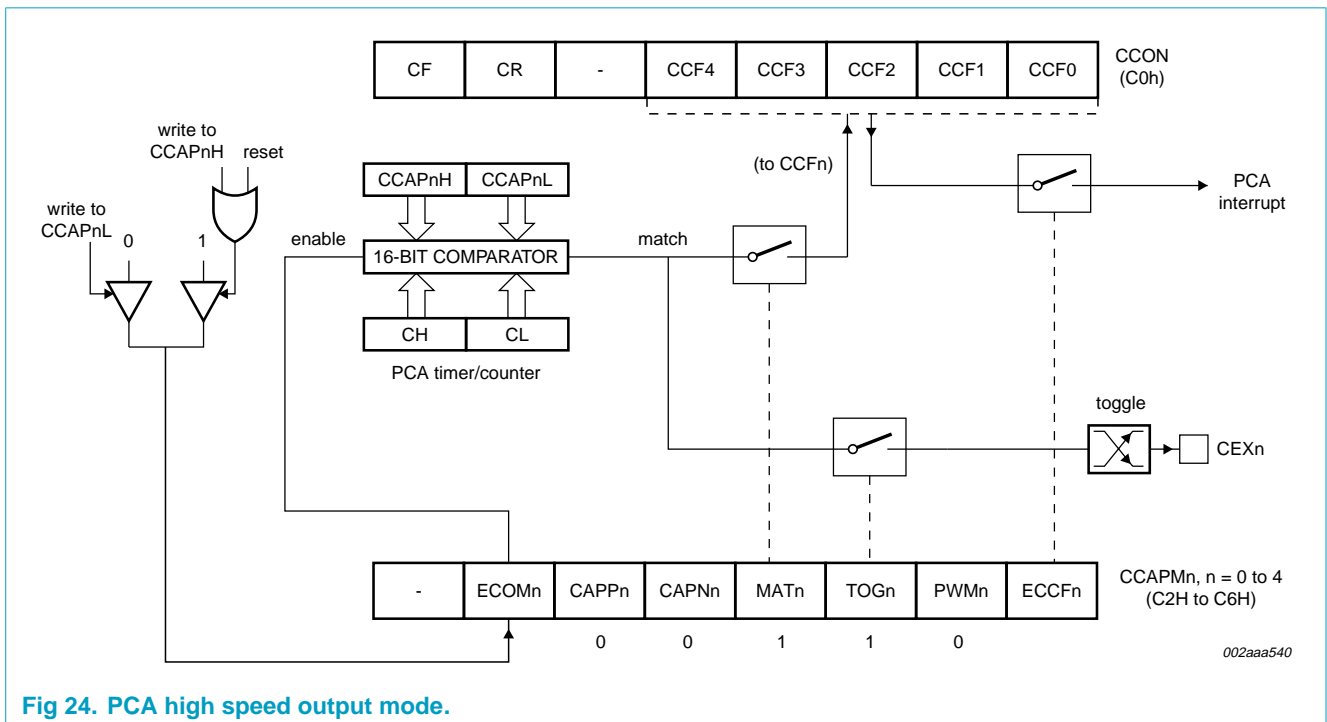 CF CR - CCF4 CCF3 CCF2 CCF1 CCF0
CCON
(C0h)
write to
CCAPnH reset
write to
CCAPnL
0 1
enable
CCAPnH CCAPnL
16-BIT COMPARATOR
CH CL
PCA timer/counter
match
(to CCFn)
PCA
interrupt
toggle
CEXn
- ECOMn CAPPn CAPNn MATn TOGn PWMn ECCFn
CCAPMn, n = 0 to 4
(C2H to C6H)
0 0 1 1 0
002aaa540
Fig 24. PCA high speed output mode.